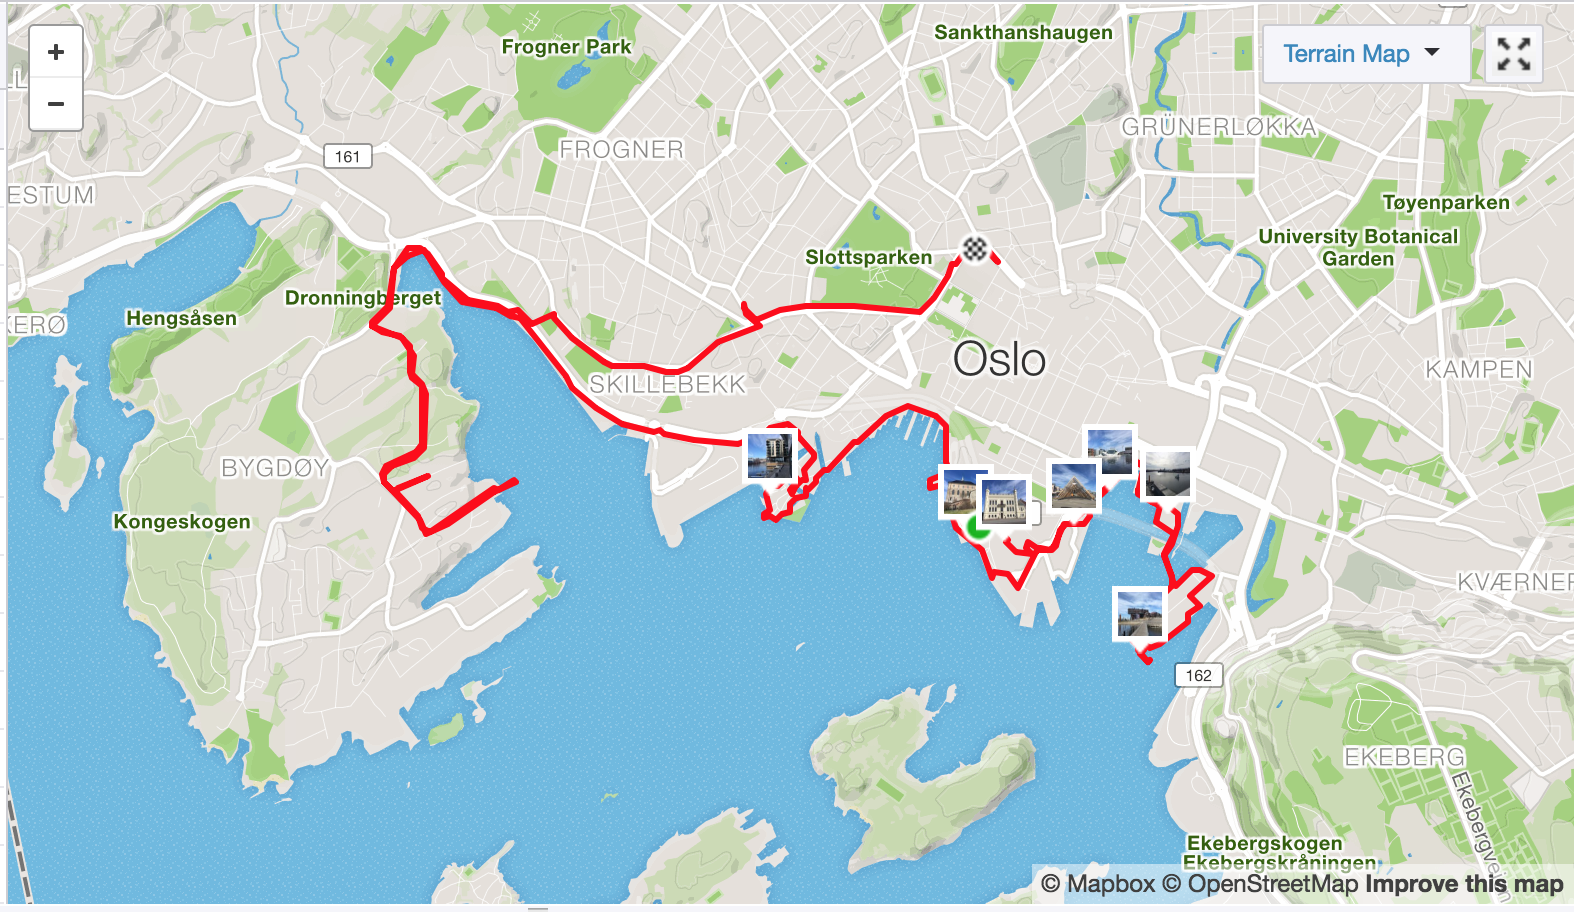 +
−
Frogner Park
Sankthanshaugen
Terrain Map
GRÜNERLØKKA
161
FROGNER
ESTUM
Tøyenparken
University Botanical
Garden
Slottsparken
Dronningberget
Hengsåsen
KERØ
Oslo
KAMPEN
SKILLEBEKK
BYGDØY
Kongeskogen
KVÆRNER
162
EKEBERG
Ekebergveien
Ekebergskogen
Ekebergskråningen
© Mapbox © OpenStreetMap Improve this map